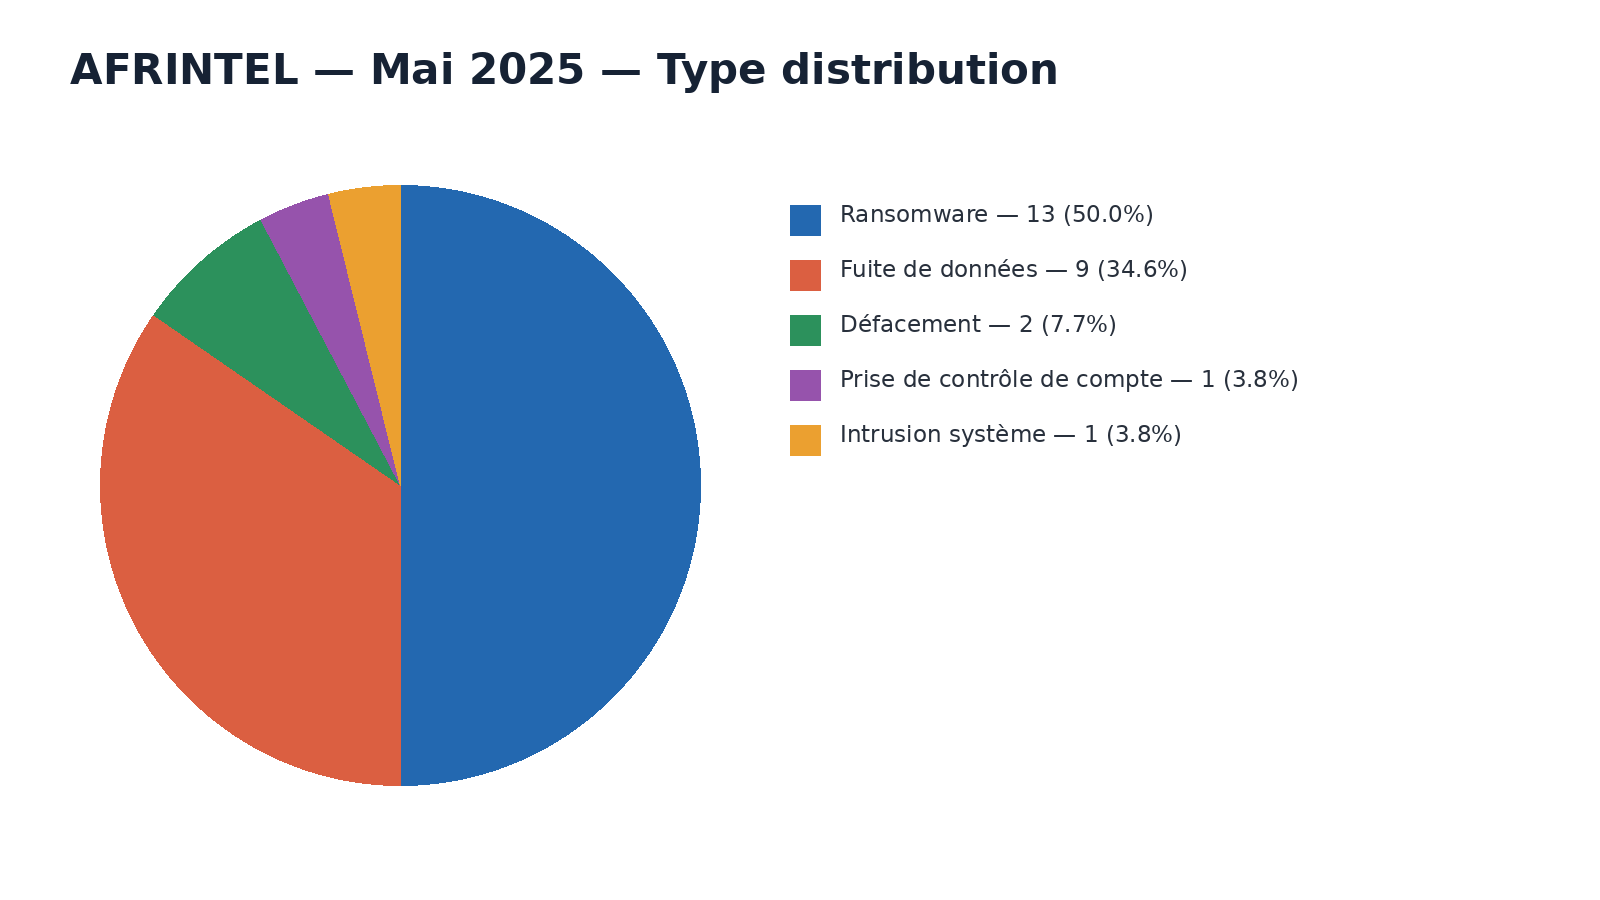 AFRINTEL — Mai 2025 — Type distribution
Ransomware — 13 (50.0%)
Fuite de données — 9 (34.6%)
Défacement — 2 (7.7%)
Prise de contrôle de compte — 1 (3.8%)
Intrusion système — 1 (3.8%)